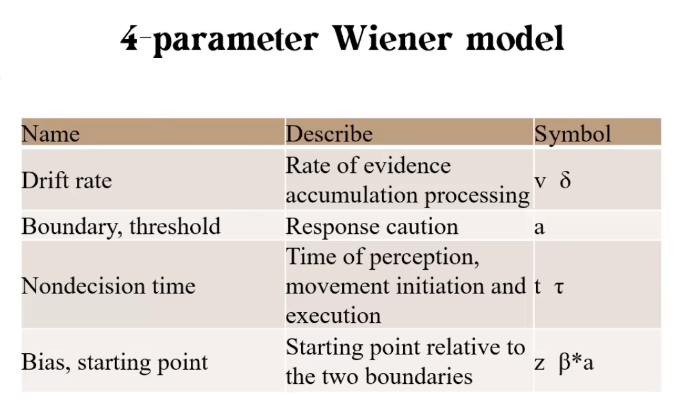 4-parameter Wiener model
Name Describe Symbol
Drift rate Rate of evidence accumulation processing v δ
Boundary, threshold Response caution a
Nondecision time Time of perception, movement initiation and execution t τ
Bias, starting point Starting point relative to the two boundaries z β*a